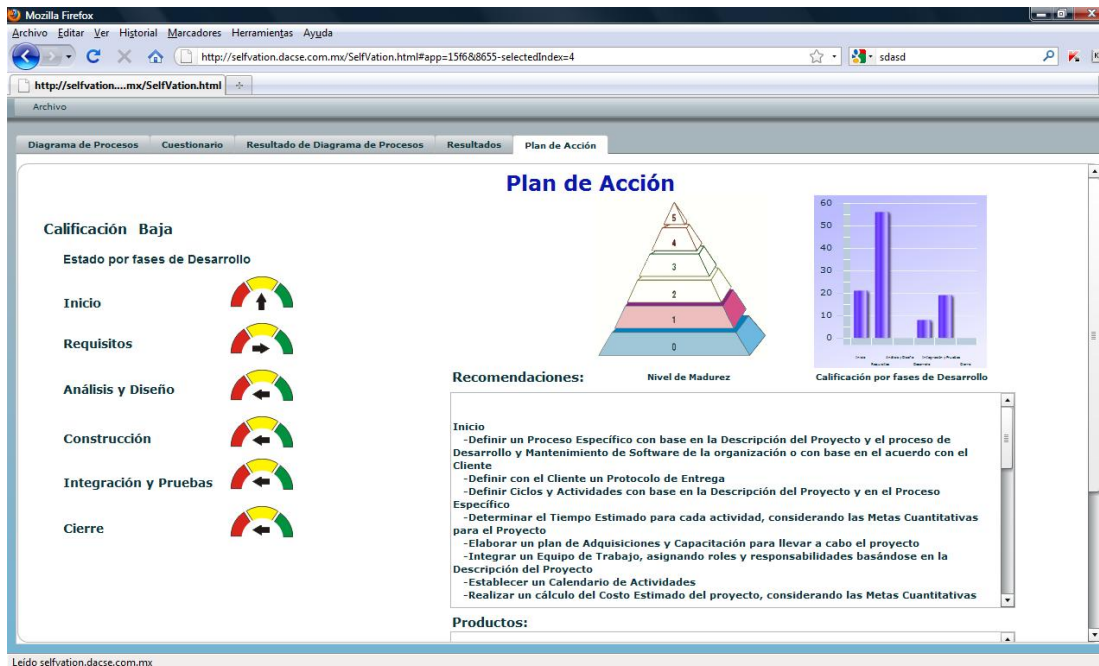 Mozilla Firefox
Archivo Editar Ver Historial Marcadores Herramientas Ayuda
http://selfvation.dacse.com.mx/SelfVation.html#app=15f6&8655-selectedIndex=4
sdasd
http://selfvation....mx/SelfVation.html
Archivo
Diagrama de Procesos Cuestionario Resultado de Diagrama de Procesos Resultados Plan de Acción
Plan de Acción
Calificación Baja
Estado por fases de Desarrollo
Inicio
Requisitos
Análisis y Diseño
Construcción
Integración y Pruebas
Cierre
5
4
3
2
1
0
Nivel de Madurez
60
50
40
30
20
10
0
Inicio Análisis y Diseño Integración y Pruebas
Requisitos Desarrollo Cierre
Calificación por fases de Desarrollo
Recomendaciones:
Inicio
-Definir un Proceso Específico con base en la Descripción del Proyecto y el proceso de
Desarrollo y Mantenimiento de Software de la organización o con base en el acuerdo con el
Cliente
-Definir con el Cliente un Protocolo de Entrega
-Definir Ciclos y Actividades con base en la Descripción del Proyecto y en el Proceso
Específico
-Determinar el Tiempo Estimado para cada actividad, considerando las Metas Cuantitativas
para el Proyecto
-Elaborar un plan de Adquisiciones y Capacitación para llevar a cabo el proyecto
-Integrar un Equipo de Trabajo, asignando roles y responsabilidades basándose en la
Descripción del Proyecto
-Establecer un Calendario de Actividades
-Realizar un cálculo del Costo Estimado del proyecto, considerando las Metas Cuantitativas
Productos:
Leído selfvation.dacse.com.mx